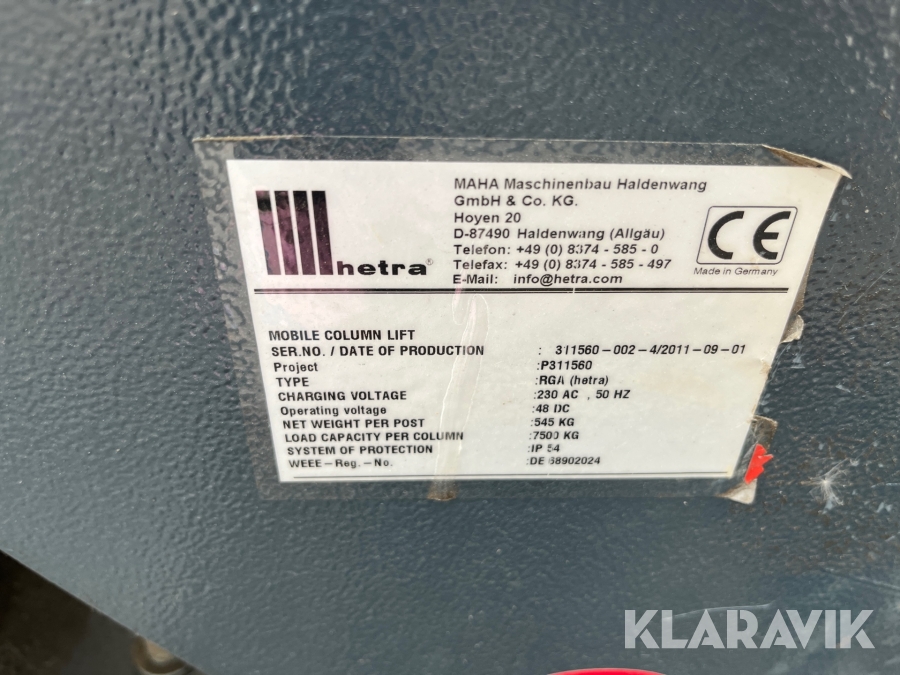 hetra®
MAHA Maschinenbau Haldenwang
GmbH & Co. KG.
Hoyen 20
D-87490 Haldenwang (Allgäu)
Telefon: +49 (0) 8374 - 585 - 0
Telefax: +49 (0) 8374 - 585 - 497
E-Mail: info@hetra.com
CE
Made in Germany
MOBILE COLUMN LIFT
SER.NO. / DATE OF PRODUCTION : 311560-002-4/2011-09-01
Project :P311560
TYPE :RGA (hetra)
CHARGING VOLTAGE :230 AC , 50 HZ
Operating voltage :48 DC
NET WEIGHT PER POST :545 KG
LOAD CAPACITY PER COLUMN :7500 KG
SYSTEM OF PROTECTION :IP 54
WEEE-Reg.-No. :DE 68902024
KLARAVIK